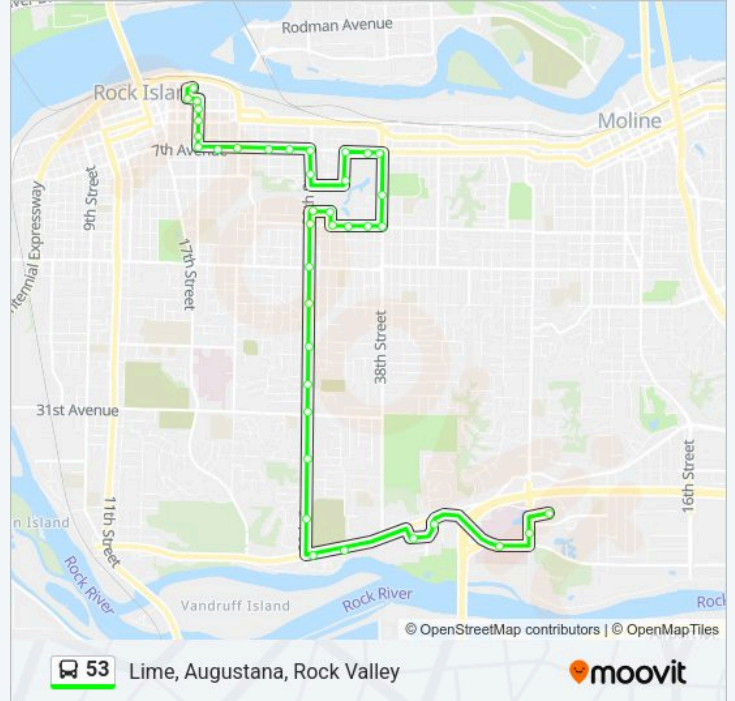 Rodman Avenue
Rock Islan
Moline
7th Avenue
9th Street
17th Street
38th Street
31st Avenue
11th Street
16th Street
n Island
Rock River
Vandruff Island
Rock River
Rock
© OpenStreetMap contributors | © OpenMapTiles
53 Lime, Augustana, Rock Valley
moovit